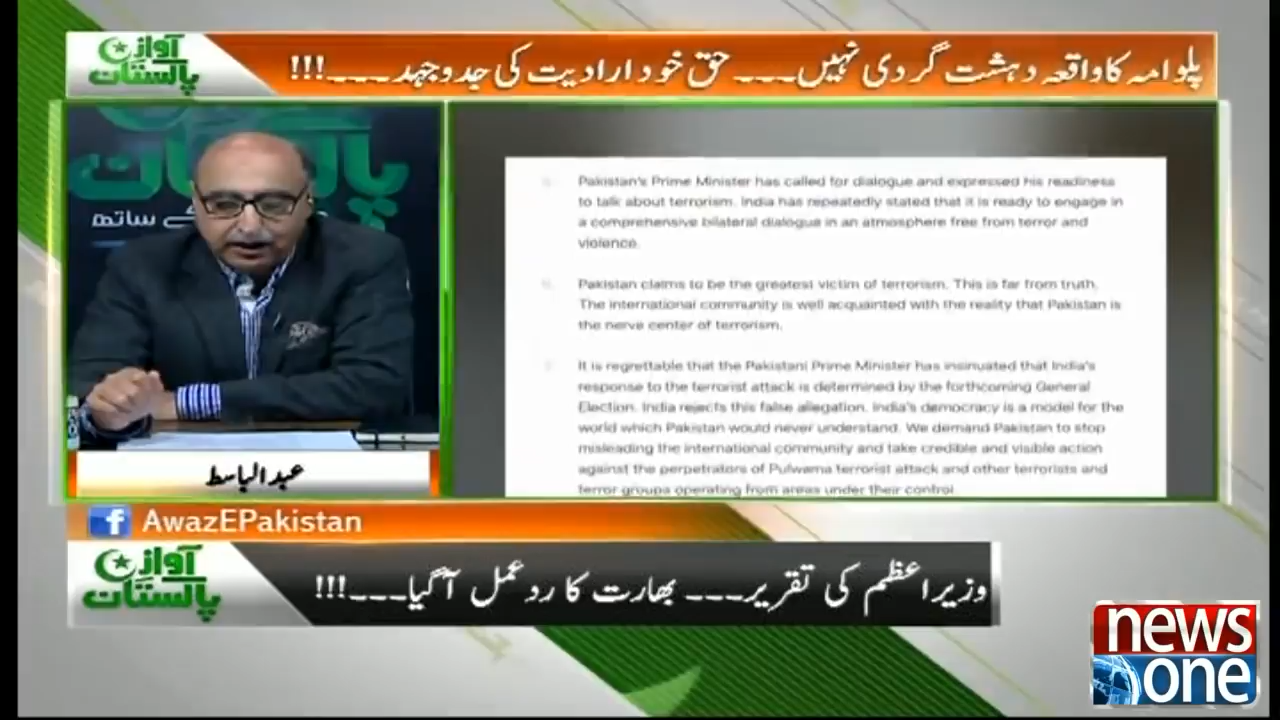 آوازِ
پاکستان
پلوامہ کا واقعہ دہشت گردی نہیں۔۔۔حق خود ارادیت کی جدوجہد۔۔۔!!!
پاکستان
کے ساتھ
Pakistan's Prime Minister has called for dialogue and expressed his readiness
to talk about terrorism. India has repeatedly stated that it is ready to engage in
a comprehensive bilateral dialogue in an atmosphere free from terror and
violence.
Pakistan claims to be the greatest victim of terrorism. This is far from truth.
The international community is well acquainted with the reality that Pakistan is
the nerve center of terrorism.
It is regrettable that the Pakistani Prime Minister has insinuated that India's
response to the terrorist attack is determined by the forthcoming General
Election. India rejects this false allegation. India's democracy is a model for the
world which Pakistan would never understand. We demand Pakistan to stop
misleading the international community and take credible and visible action
against the perpetrators of Pulwama terrorist attack and other terrorists and
terror groups operating from areas under their control
عبدالباسط
f AwazEPakistan
آوازِ
پاکستان
وزیراعظم کی تقریر۔۔۔بھارت کا ردعمل آگیا۔۔۔!!!
news
one